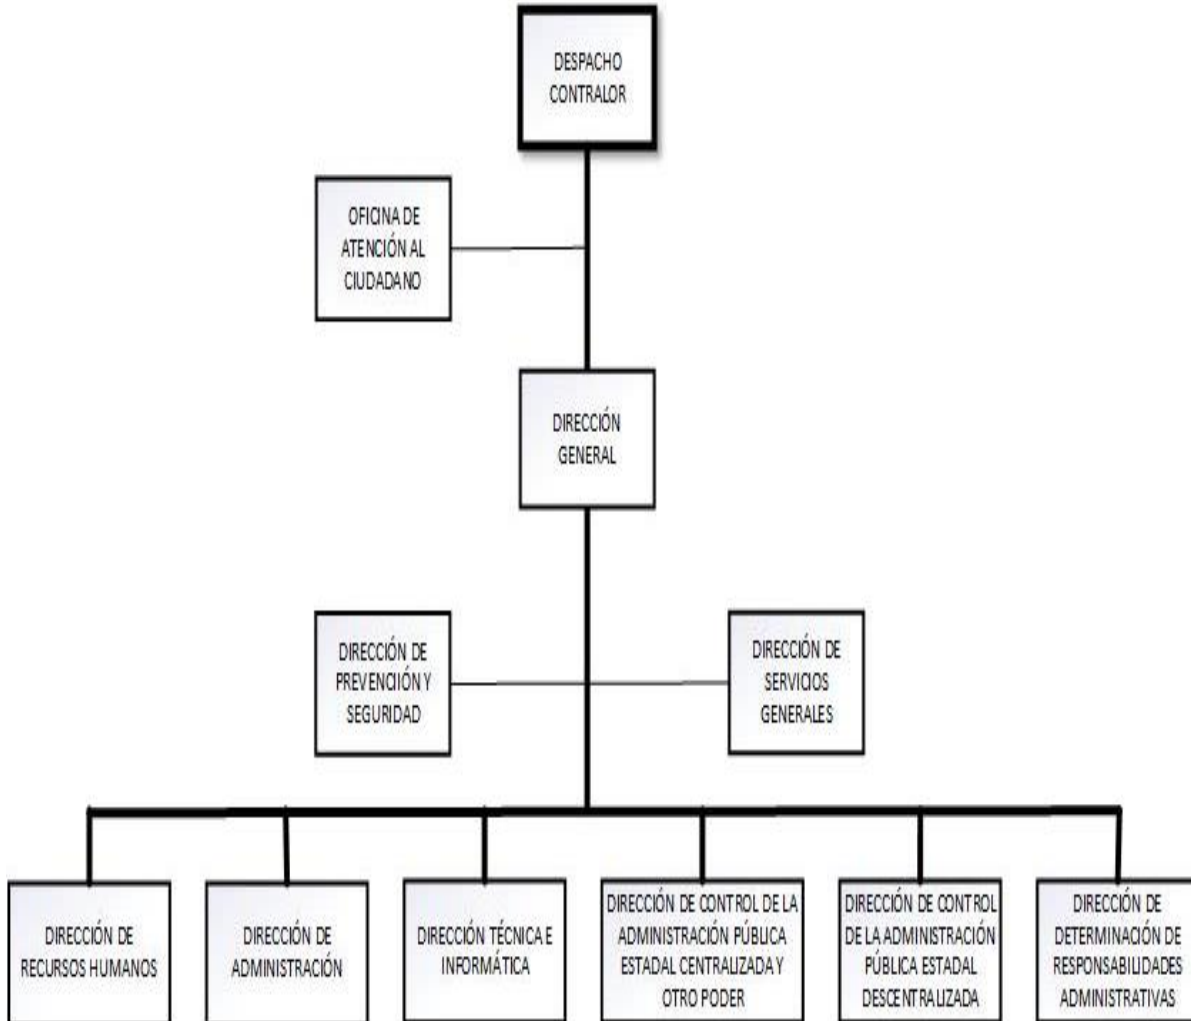 DESPACHO
CONTRALOR
OFICINA DE
ATENCIÓN AL
CIUDADANO
DIRECCIÓN
GENERAL
DIRECCIÓN DE
PREVENCIÓN Y
SEGURIDAD
DIRECCIÓN DE
SERVICIOS
GENERALES
DIRECCIÓN DE
RECURSOS HUMANOS
DIRECCIÓN DE
ADMINISTRACIÓN
DIRECCIÓN TÉCNICA E
INFORMÁTICA
DIRECCIÓN DE CONTROL DE LA
ADMINISTRACIÓN PÚBLICA
ESTADAL CENTRALIZADA Y
OTRO PODER
DIRECCIÓN DE CONTROL
DE LA ADMINISTRACIÓN
PÚBLICA ESTADAL
DESCENTRALIZADA
DIRECCIÓN DE
DETERMINACIÓN DE
RESPONSABILIDADES
ADMINISTRATIVAS